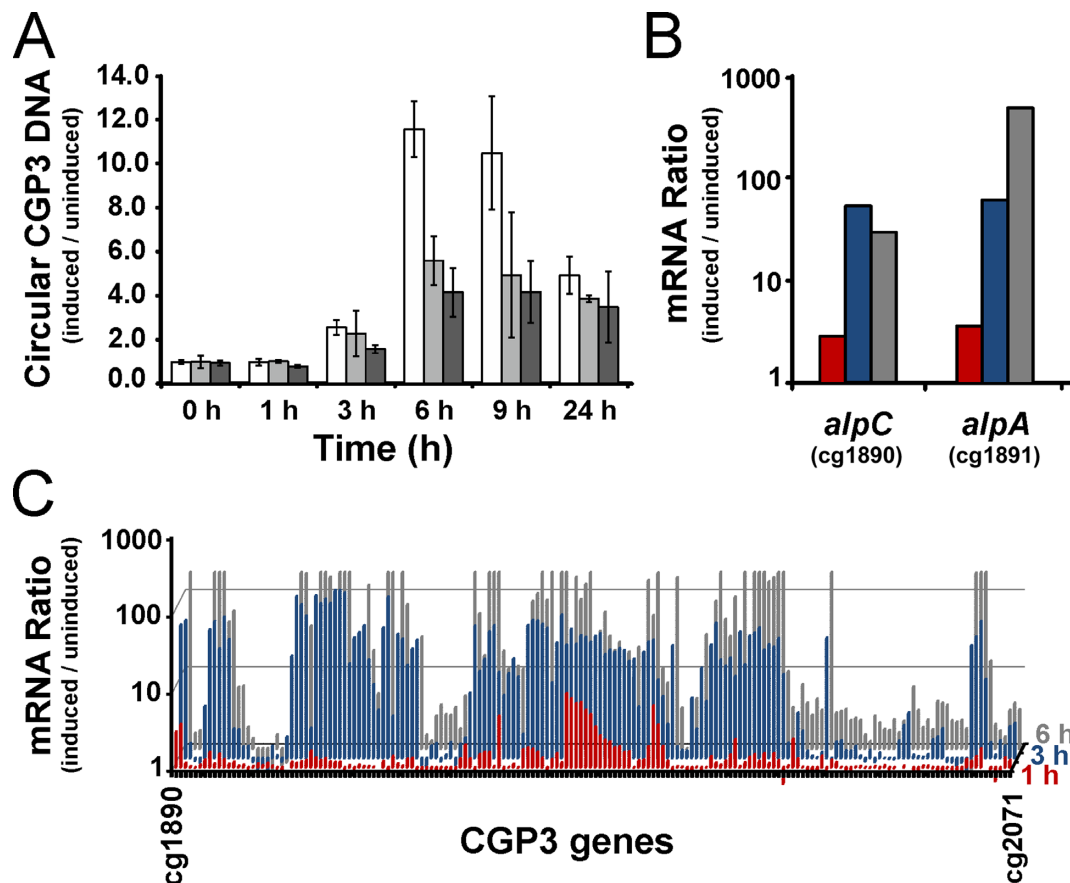 A
Circular CGP3 DNA
(induced / uninduced)
14.0
12.0
10.0
8.0
6.0
4.0
2.0
0.0
0 h 1 h 3 h 6 h 9 h 24 h
Time (h)
B
mRNA Ratio
(induced / uninduced)
1000
100
10
1
alpC alpA
(cg1890) (cg1891)
C
mRNA Ratio
(induced / uninduced)
1000
100
10
1
6 h
3 h
1 h
cg1890
CGP3 genes
cg2071